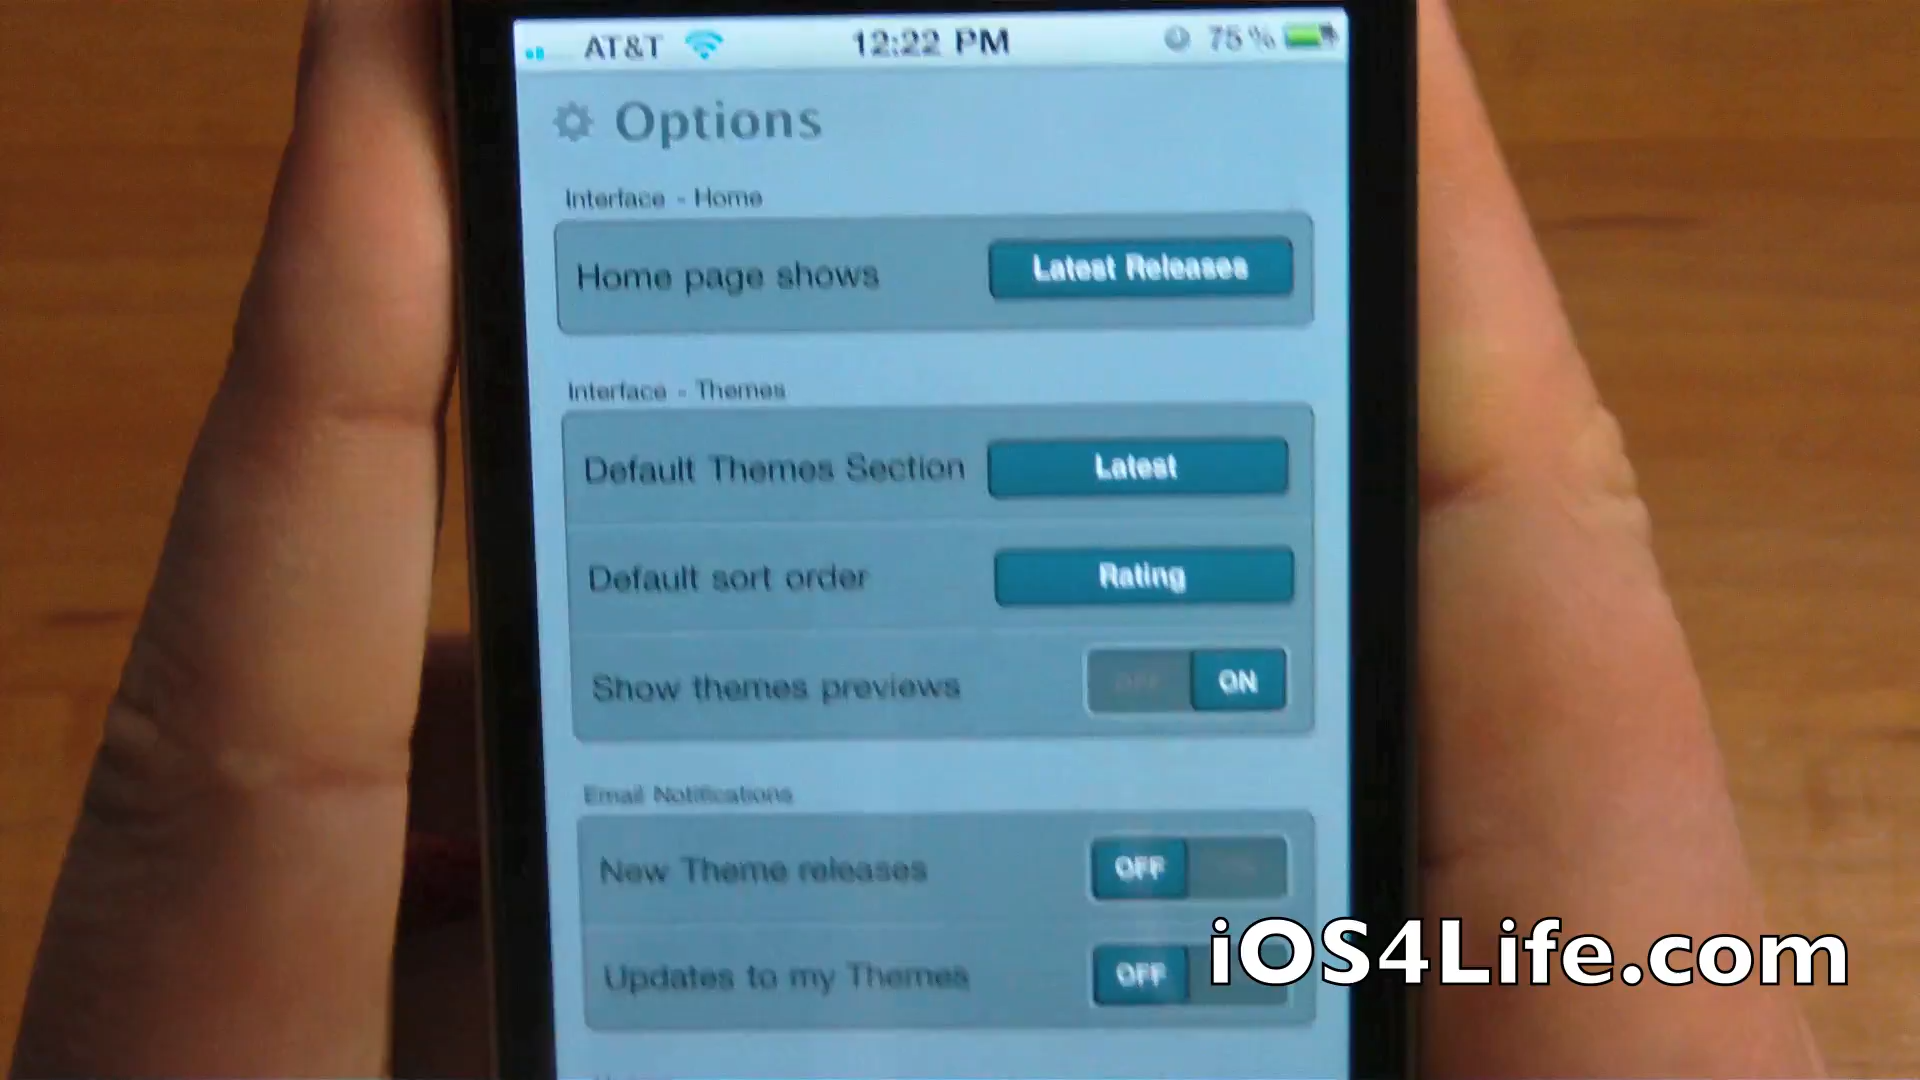 AT&T 12:22 PM 75%
Options
Interface - Home
Home page shows Latest Releases
Interface - Themes
Default Themes Section Latest
Default sort order Rating
Show themes previews OFF ON
Email Notifications
New Theme releases OFF
Updates to my Themes OFF
iOS4Life.com